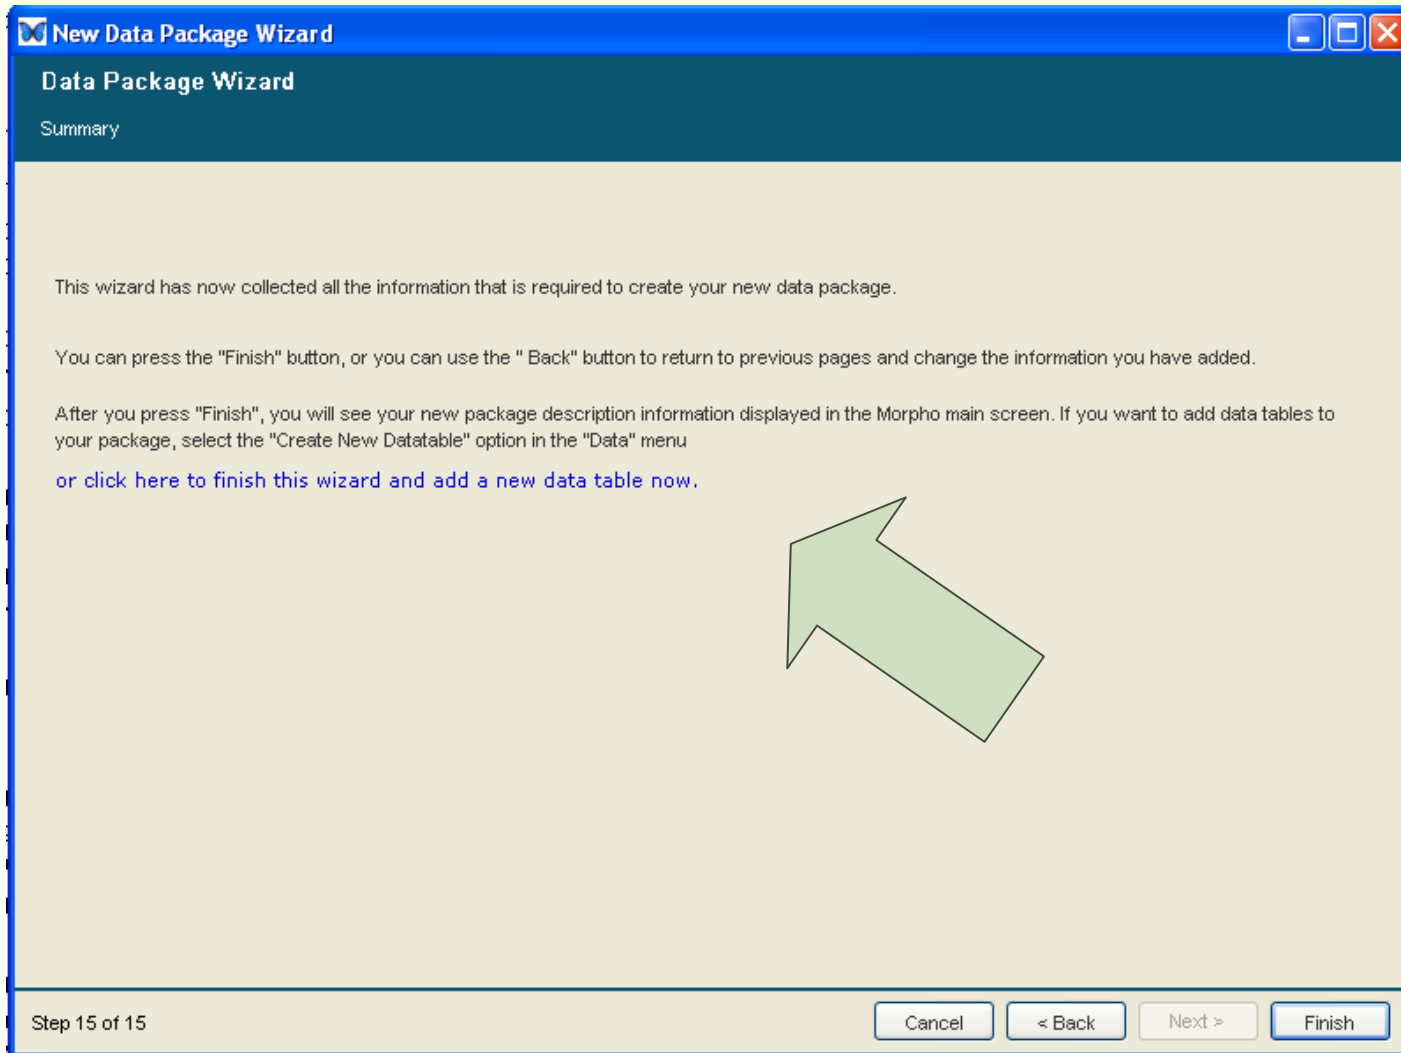 New Data Package Wizard
Data Package Wizard
Summary
This wizard has now collected all the information that is required to create your new data package.
You can press the "Finish" button, or you can use the " Back" button to return to previous pages and change the information you have added.
After you press "Finish", you will see your new package description information displayed in the Morpho main screen. If you want to add data tables to
your package, select the "Create New Datatable" option in the "Data" menu
or click here to finish this wizard and add a new data table now.
Step 15 of 15
Cancel
< Back
Next >
Finish